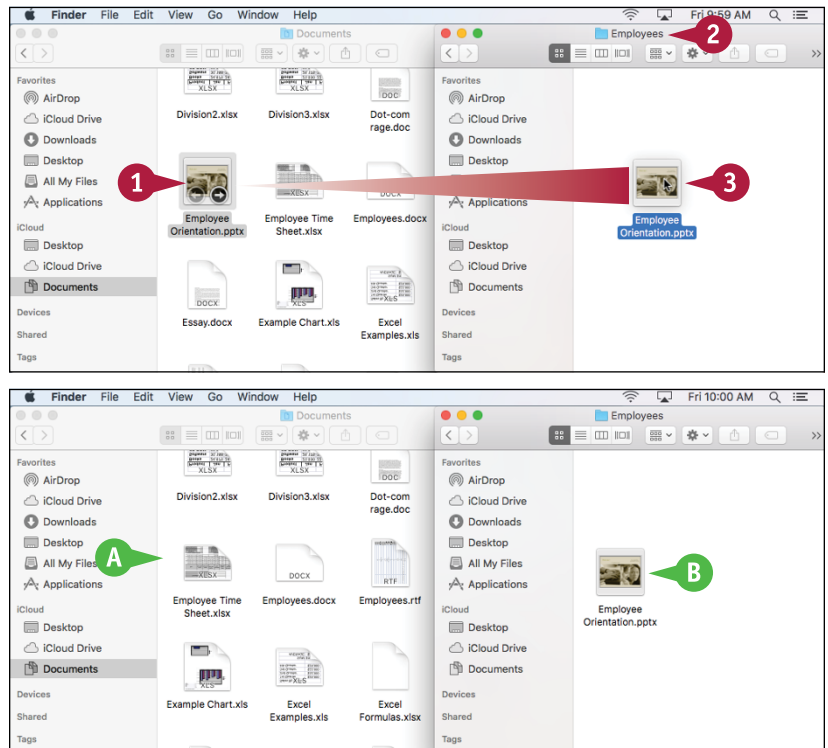 Finder File Edit View Go Window Help Fri 9:59 AM
Documents
Favorites
AirDrop
iCloud Drive
Downloads
Desktop
All My Files
Applications
iCloud
Desktop
iCloud Drive
Documents
Devices
Shared
Tags
XLSX
XLSX
DOC
Division2.xlsx
Division3.xlsx
Dot-com
rage.doc
1
Employee
Orientation.pptx
XLSX
Employee Time
Sheet.xlsx
DOCX
Employees.docx
DOCX
Essay.docx
XLS
Example Chart.xls
XLS
Excel
Examples.xls
Employees
2
Favorites
AirDrop
iCloud Drive
Downloads
Desktop
Applications
iCloud
Desktop
iCloud Drive
Documents
Devices
Shared
Tags
3
Employee
Orientation.pptx
Finder File Edit View Go Window Help Fri 10:00 AM
Documents
Favorites
AirDrop
iCloud Drive
Downloads
Desktop
All My Files
Applications
iCloud
Desktop
iCloud Drive
Documents
Devices
Shared
Tags
XLSX
XLSX
DOC
Division2.xlsx
Division3.xlsx
Dot-com
rage.doc
A
XLSX
Employee Time
Sheet.xlsx
DOCX
Employees.docx
RTF
Employees.rtf
XLS
Example Chart.xls
XLS
Excel
Examples.xls
Excel
Formulas.xlsx
Employees
Favorites
AirDrop
iCloud Drive
Downloads
Desktop
All My Files
Applications
iCloud
Desktop
iCloud Drive
Documents
Devices
Shared
Tags
B
Employee
Orientation.pptx